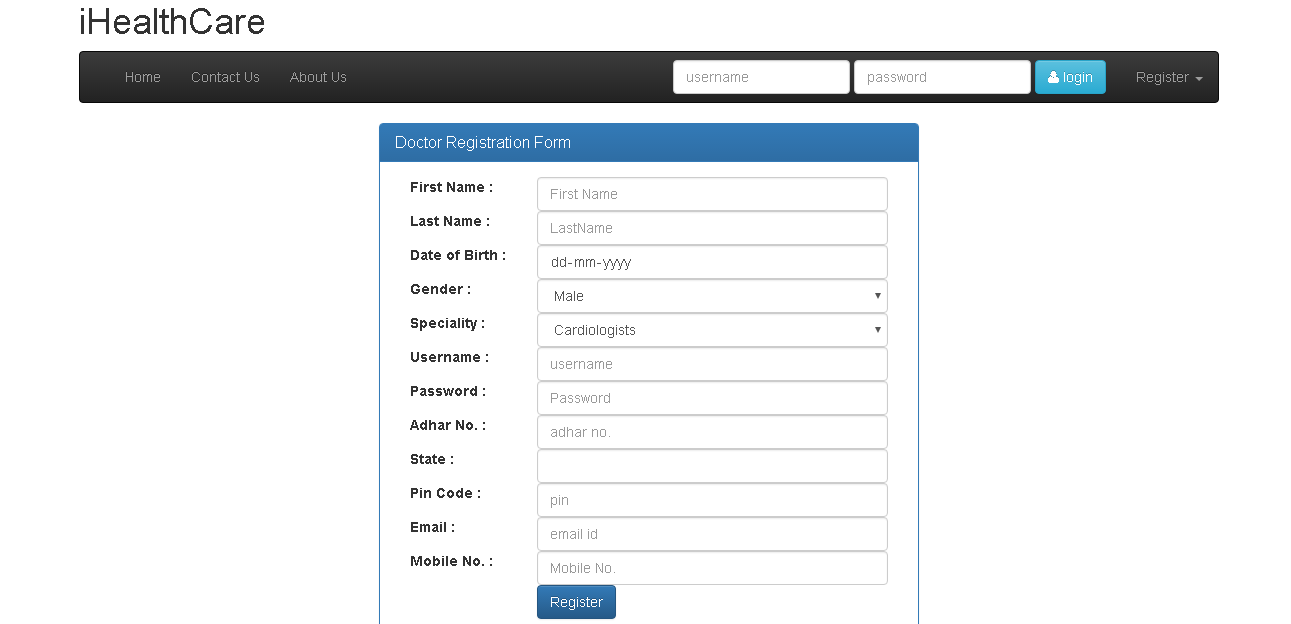 iHealthCare
Home Contact Us About Us username password login Register
Doctor Registration Form
First Name : First Name
Last Name : LastName
Date of Birth : dd-mm-yyyy
Gender : Male
Speciality : Cardiologists
Username : username
Password : Password
Adhar No. : adhar no.
State :
Pin Code : pin
Email : email id
Mobile No. : Mobile No.
Register